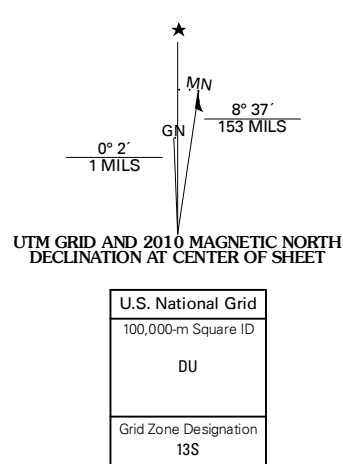 ★
MN
8° 37´
153 MILS
GN
0° 2´
1 MILS
UTM GRID AND 2010 MAGNETIC NORTH
DECLINATION AT CENTER OF SHEET
U.S. National Grid
100,000-m Square ID
DU
Grid Zone Designation
13S